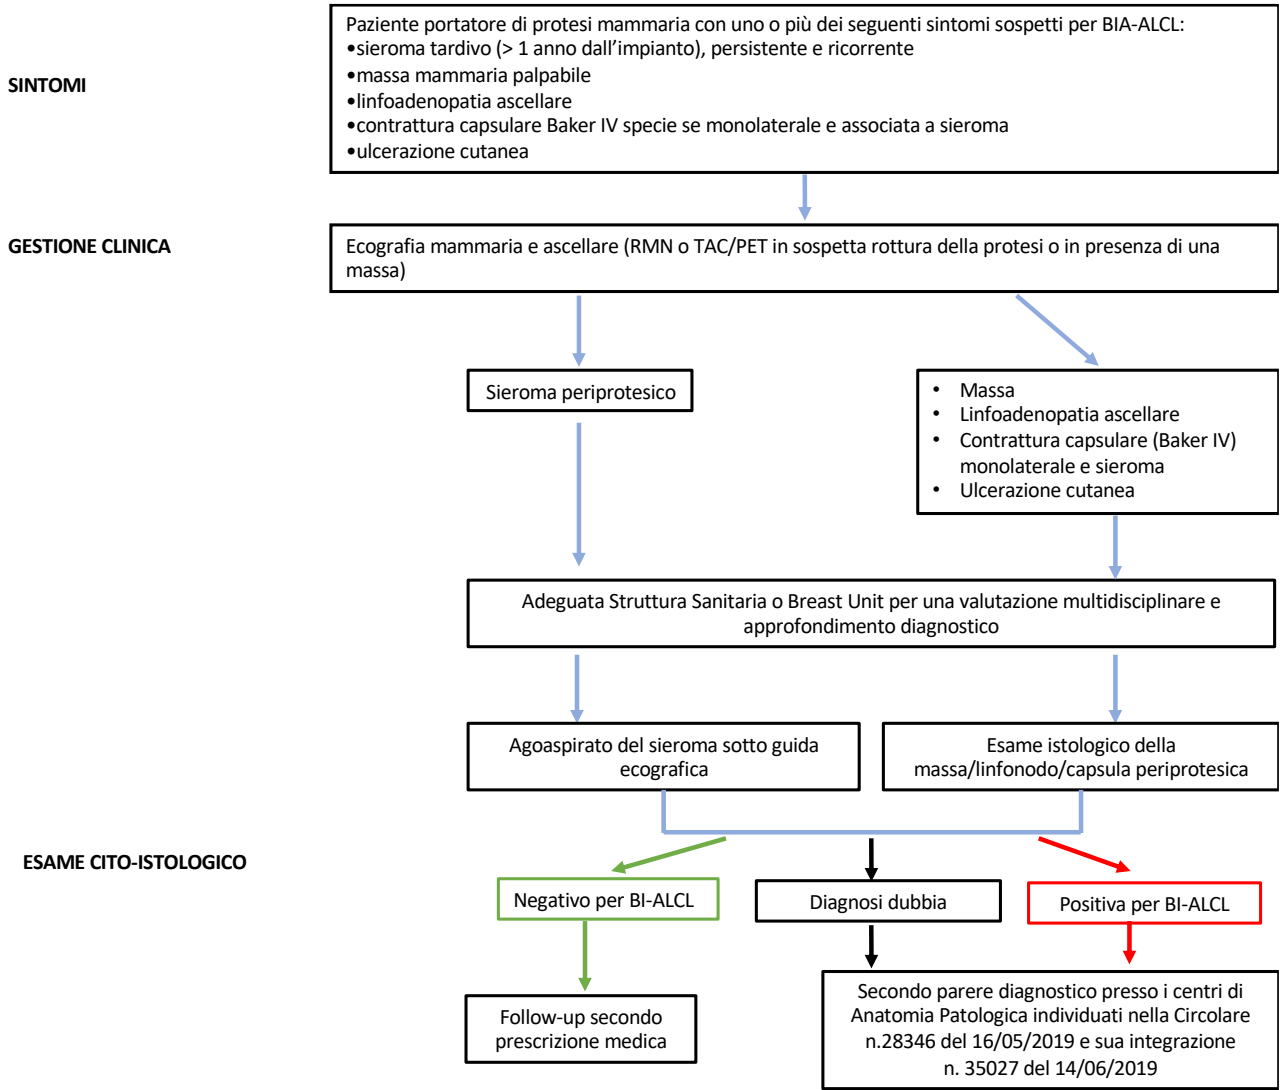 Paziente portatore di protesi mammaria con uno o più dei seguenti sintomi sospetti per BIA-ALCL:
•sieroma tardivo (> 1 anno dall'impianto), persistente e ricorrente
SINTOMI
•massa mammaria palpabile
•linfoadenopatia ascellare
•contrattura capsulare Baker IV specie se monolaterale e associata a sieroma
•ulcerazione cutanea
GESTIONE CLINICA
Ecografia mammaria e ascellare (RMN o TAC/PET in sospetta rottura della protesi o in presenza di una
massa)
Sieroma periprotesico
• Massa
• Linfoadenopatia ascellare
• Contrattura capsulare (Baker IV)
monolaterale e sieroma
• Ulcerazione cutanea
Adeguata Struttura Sanitaria o Breast Unit per una valutazione multidisciplinare e
approfondimento diagnostico
Agoaspirato del sieroma sotto guida
ecografica
Esame istologico della
massa/linfonodo/capsula periprotesica
ESAME CITO-ISTOLOGICO
Negativo per BI-ALCL
Diagnosi dubbia
Positiva per BI-ALCL
Follow-up secondo
prescrizione medica
Secondo parere diagnostico presso i centri di
Anatomia Patologica individuati nella Circolare
n.28346 del 16/05/2019 e sua integrazione
n. 35027 del 14/06/2019